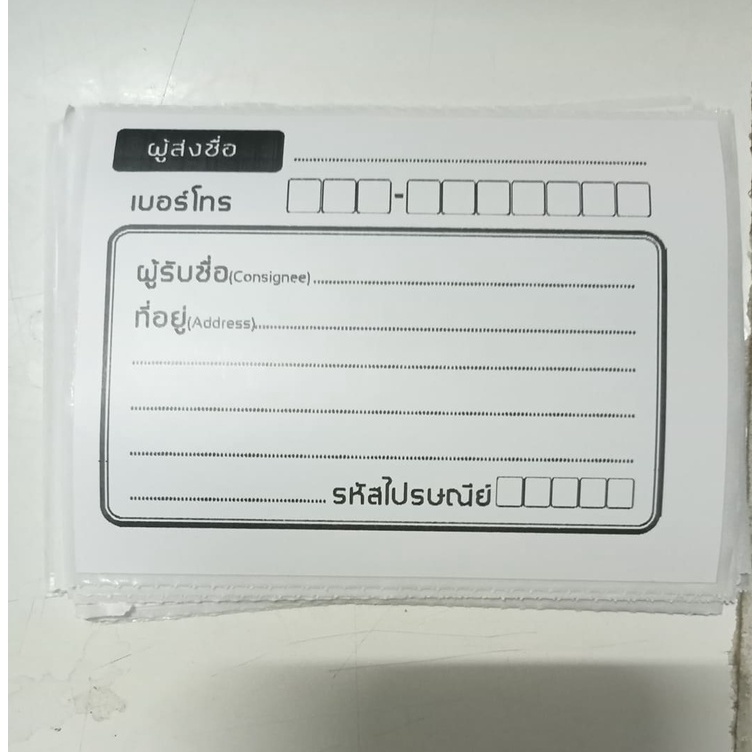 ผู้ส่งชื่อ
เบอร์โทร -
ผู้รับชื่อ(Consignee)
ที่อยู่(Address)
รหัสไปรษณีย์